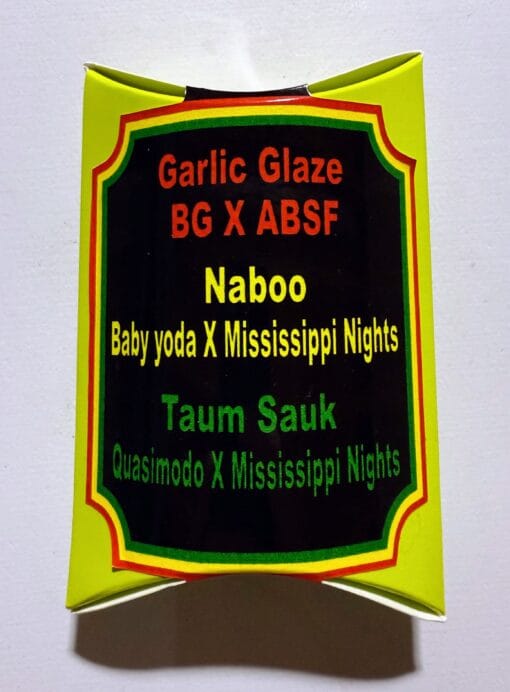 Garlic Glaze
BG X ABSF
Naboo
Baby yoda X Mississippi Nights
Taum Sauk
Quasimodo X Mississippi Nights